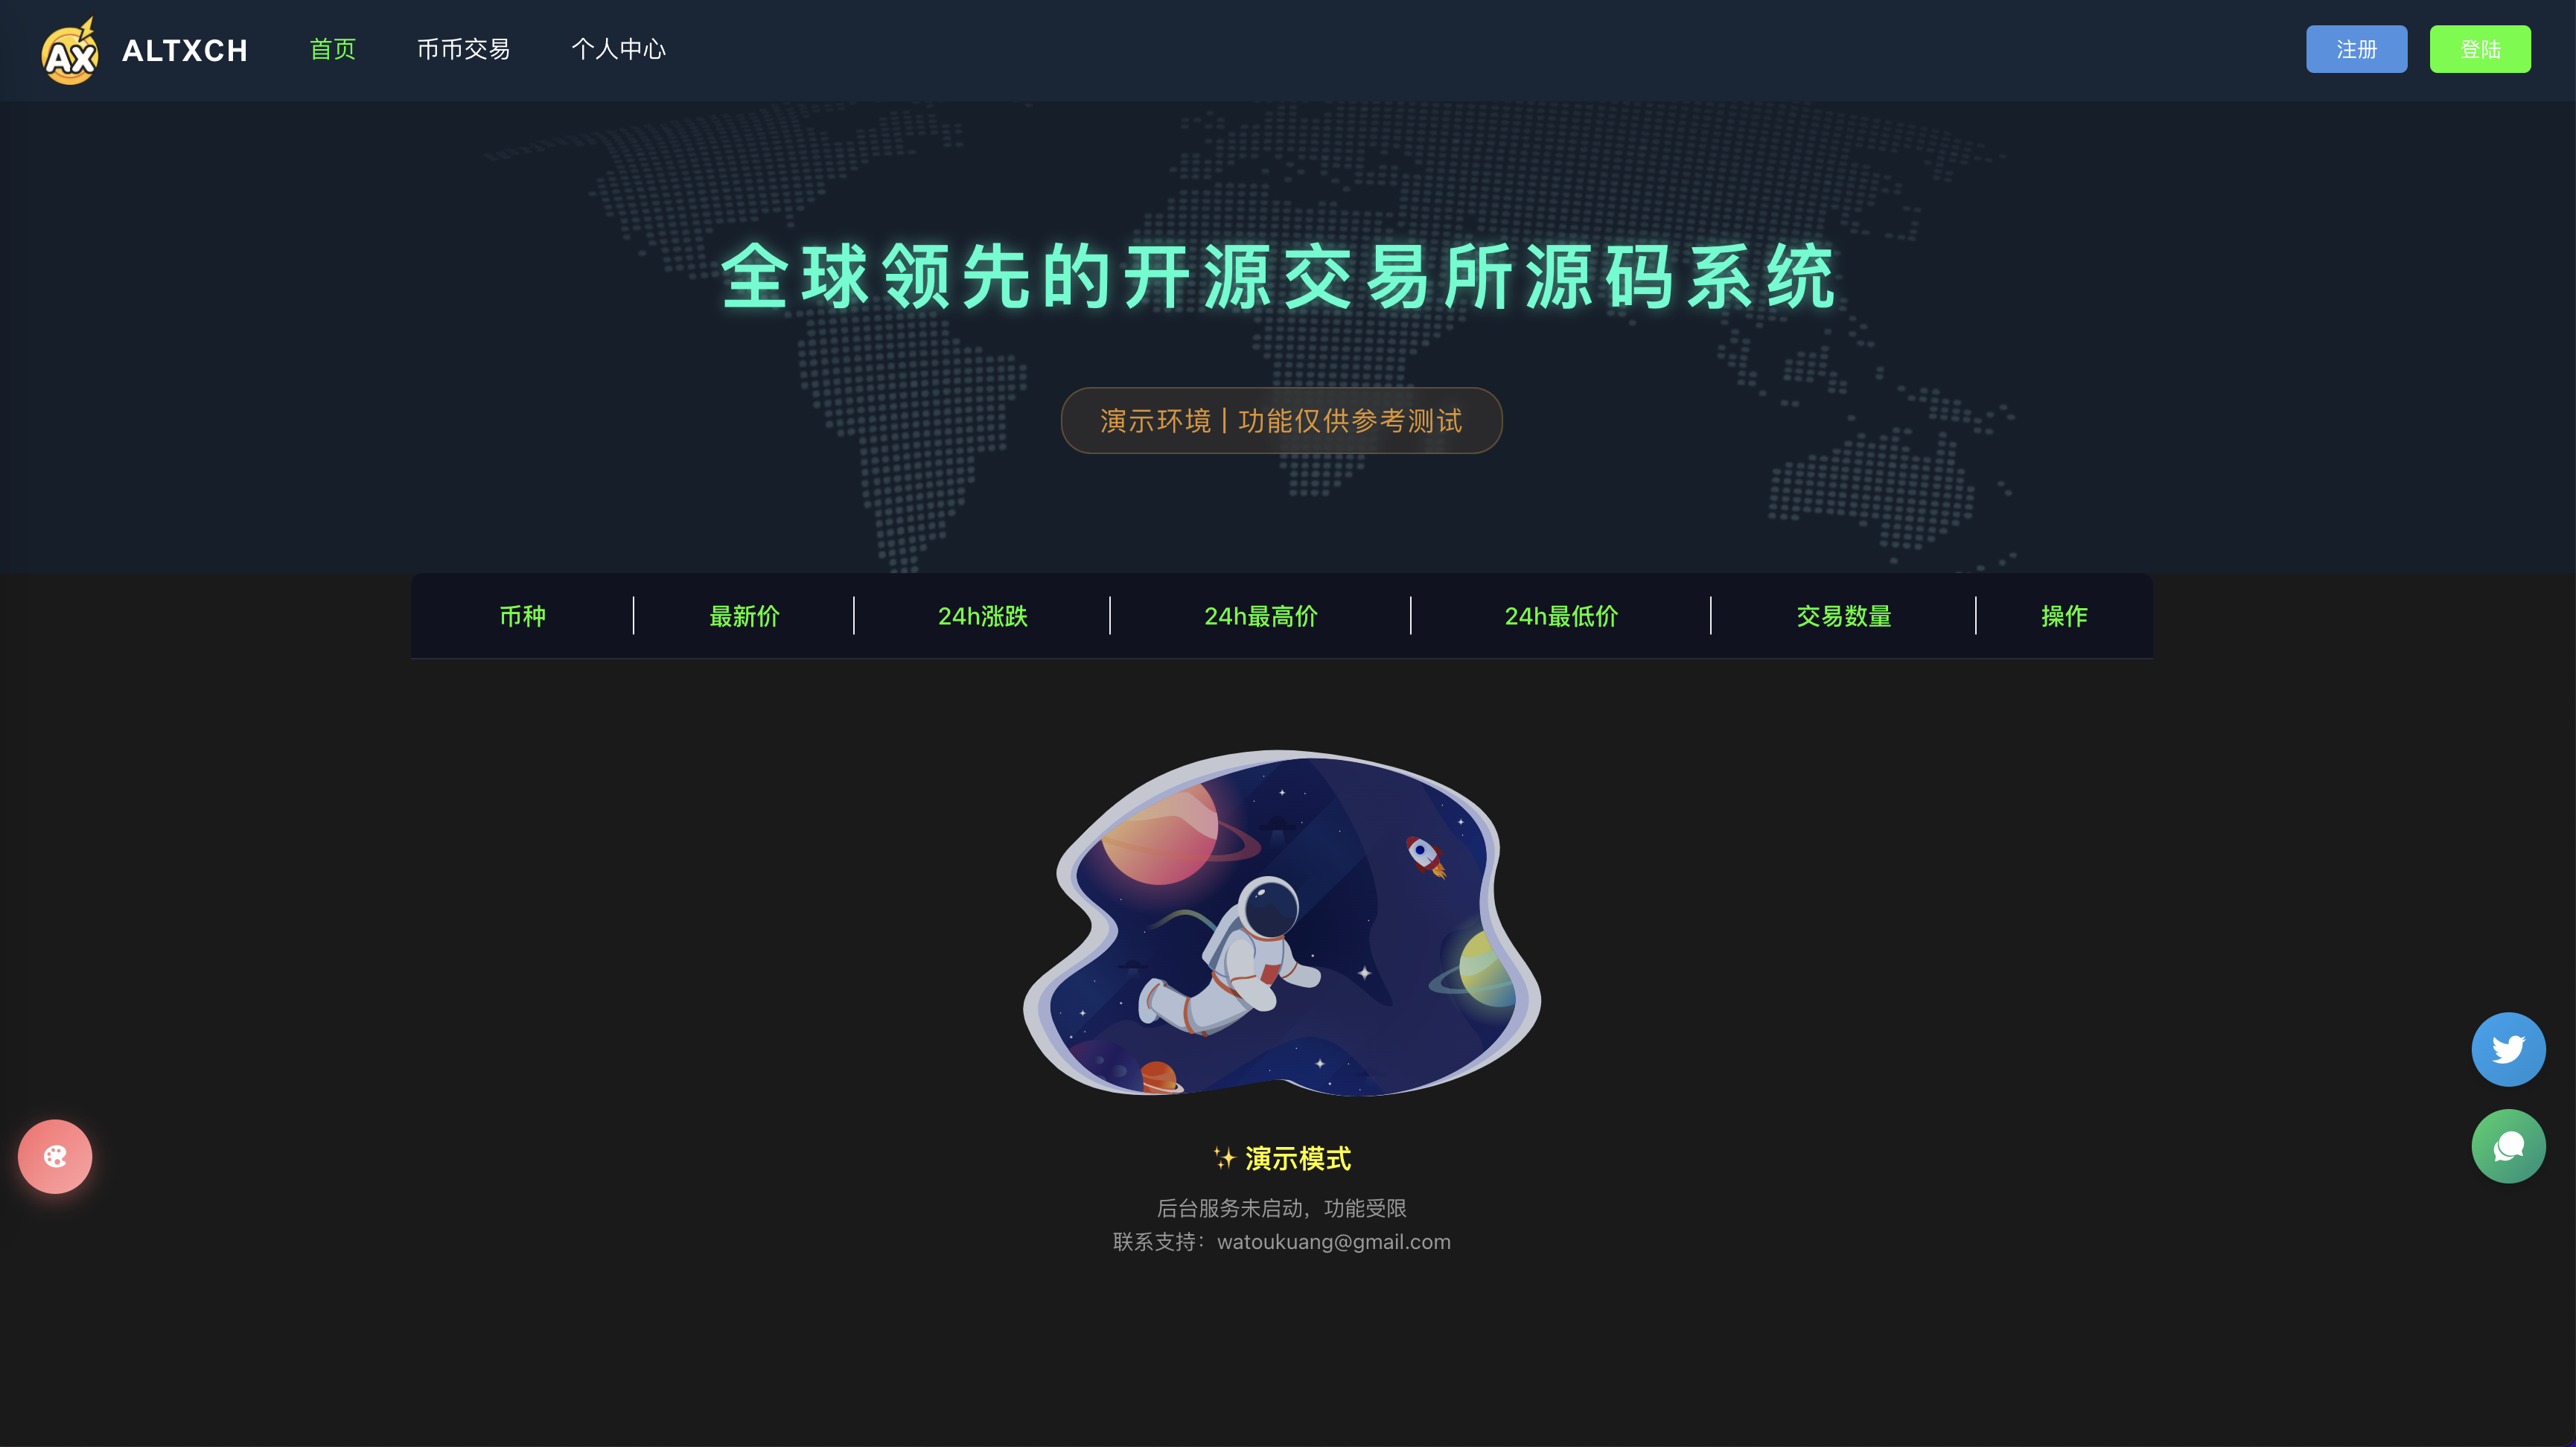 AX ALTXCH 首页 币币交易 个人中心 注册 登陆
全球领先的开源交易所源码系统
演示环境 | 功能仅供参考测试
币种 最新价 24h涨跌 24h最高价 24h最低价 交易数量 操作
✨ 演示模式
后台服务未启动，功能受限
联系支持：watoukuang@gmail.com